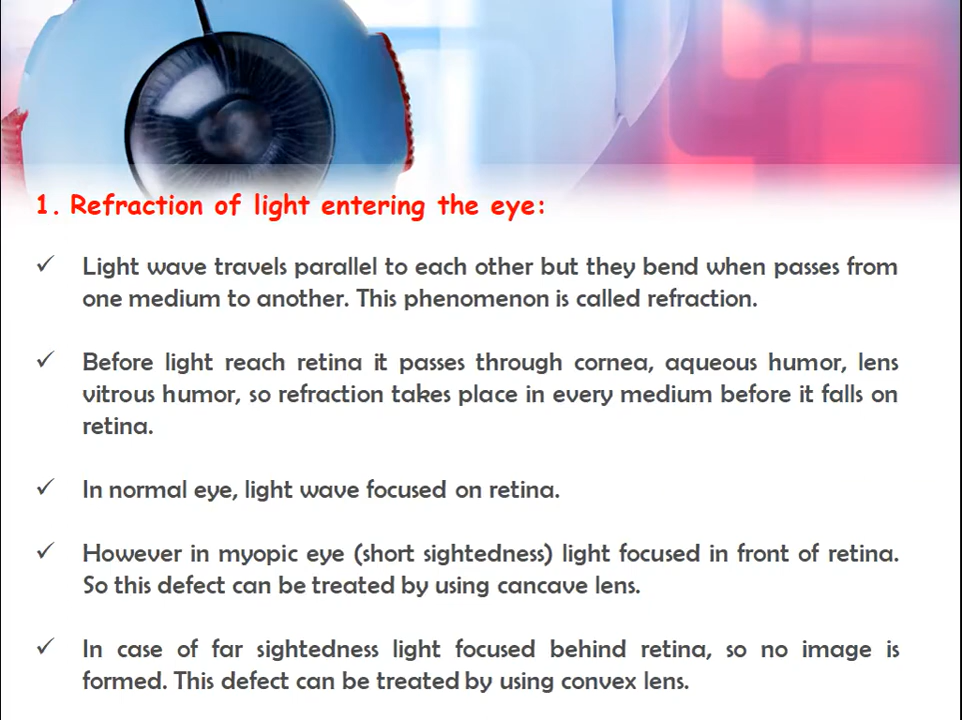 1. Refraction of light entering the eye:
✓ Light wave travels parallel to each other but they bend when passes from
one medium to another. This phenomenon is called refraction.
✓ Before light reach retina it passes through cornea, aqueous humor, lens
vitrous humor, so refraction takes place in every medium before it falls on
retina.
✓ In normal eye, light wave focused on retina.
✓ However in myopic eye (short sightedness) light focused in front of retina.
So this defect can be treated by using cancave lens.
✓ In case of far sightedness light focused behind retina, so no image is
formed. This defect can be treated by using convex lens.